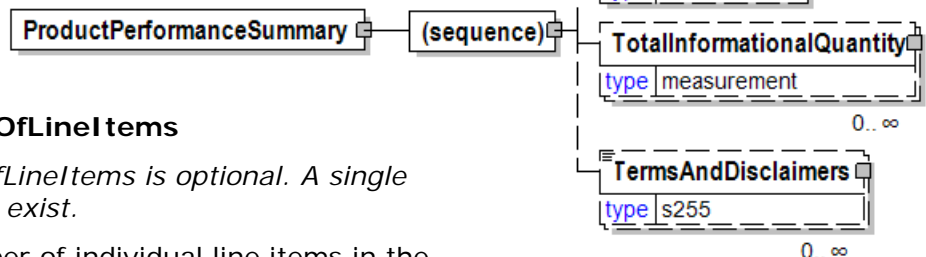 ProductPerformanceSummary
(sequence)
TotalInformationalQuantity
type measurement
0.. ∞
OfLineItems
fLineItems is optional. A single
exist.
TermsAndDisclaimers
type s255
0.. ∞
er of individual line items in the